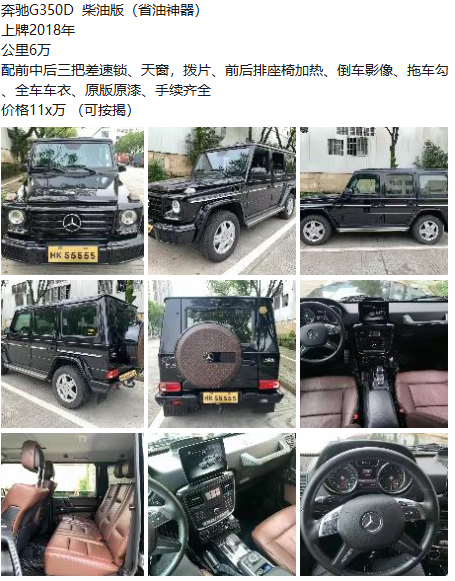 奔驰G350D 柴油版（省油神器）
上牌2018年
公里6万
配前中后三把差速锁、天窗，拨片、前后排座椅加热、倒车影像、拖车勾
、全车车衣、原版原漆、手续齐全
价格11x万 （可按揭）
HK 55555
HK 55555